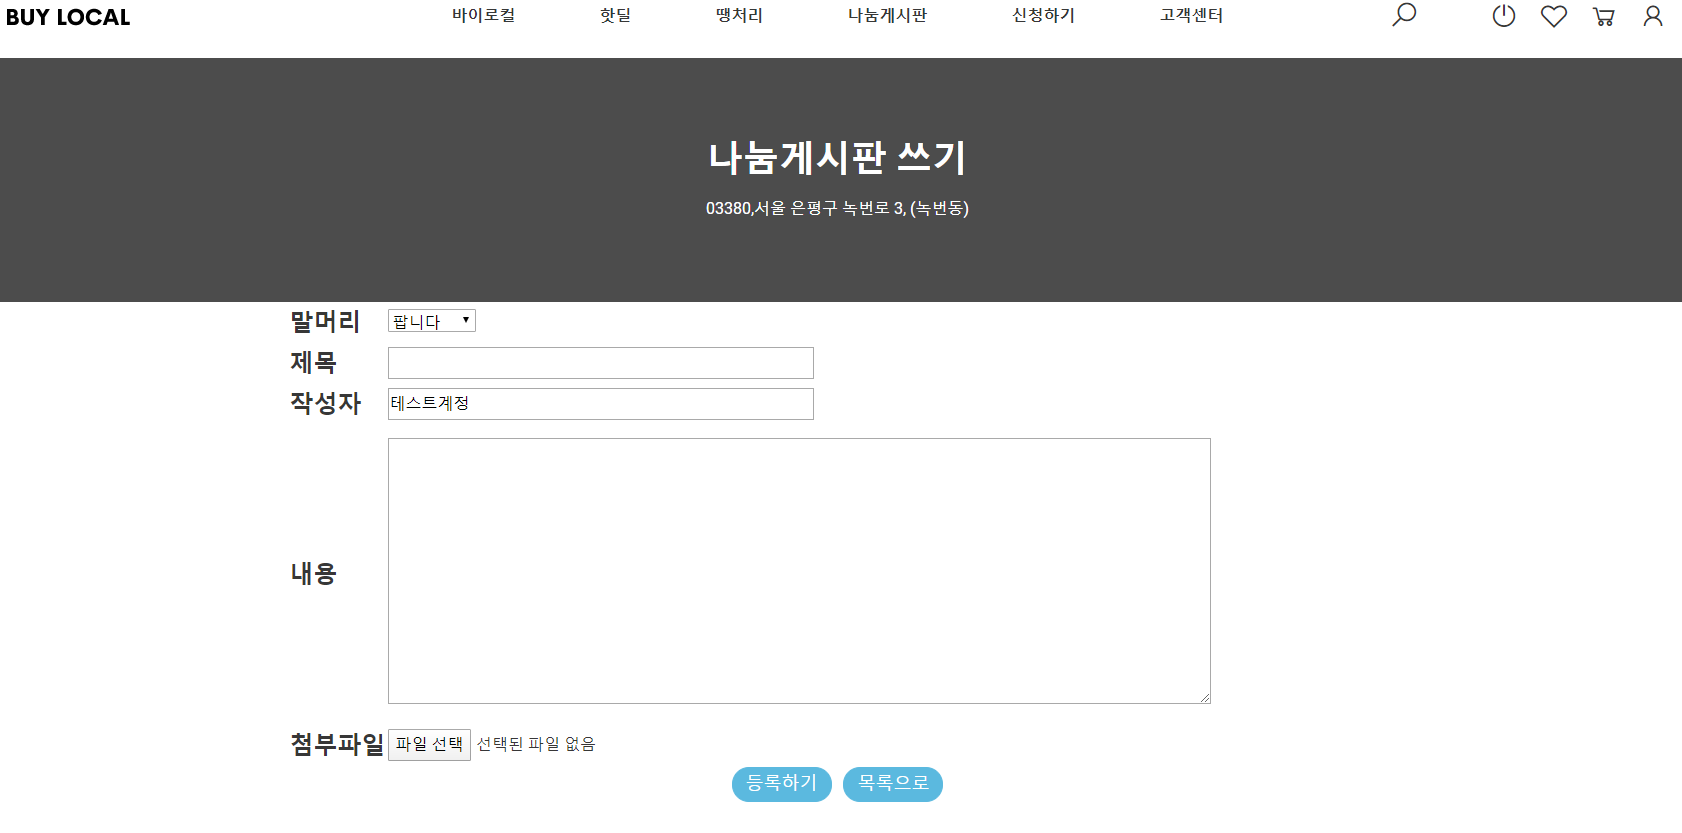 BUY LOCAL 바이로컬 핫딜 땡처리 나눔게시판 신청하기 고객센터
나눔게시판 쓰기
03380,서울 은평구 녹번로 3, (녹번동)
말머리 팝니다
제목
작성자 테스트계정
내용
첨부파일 파일 선택 선택된 파일 없음
등록하기 목록으로